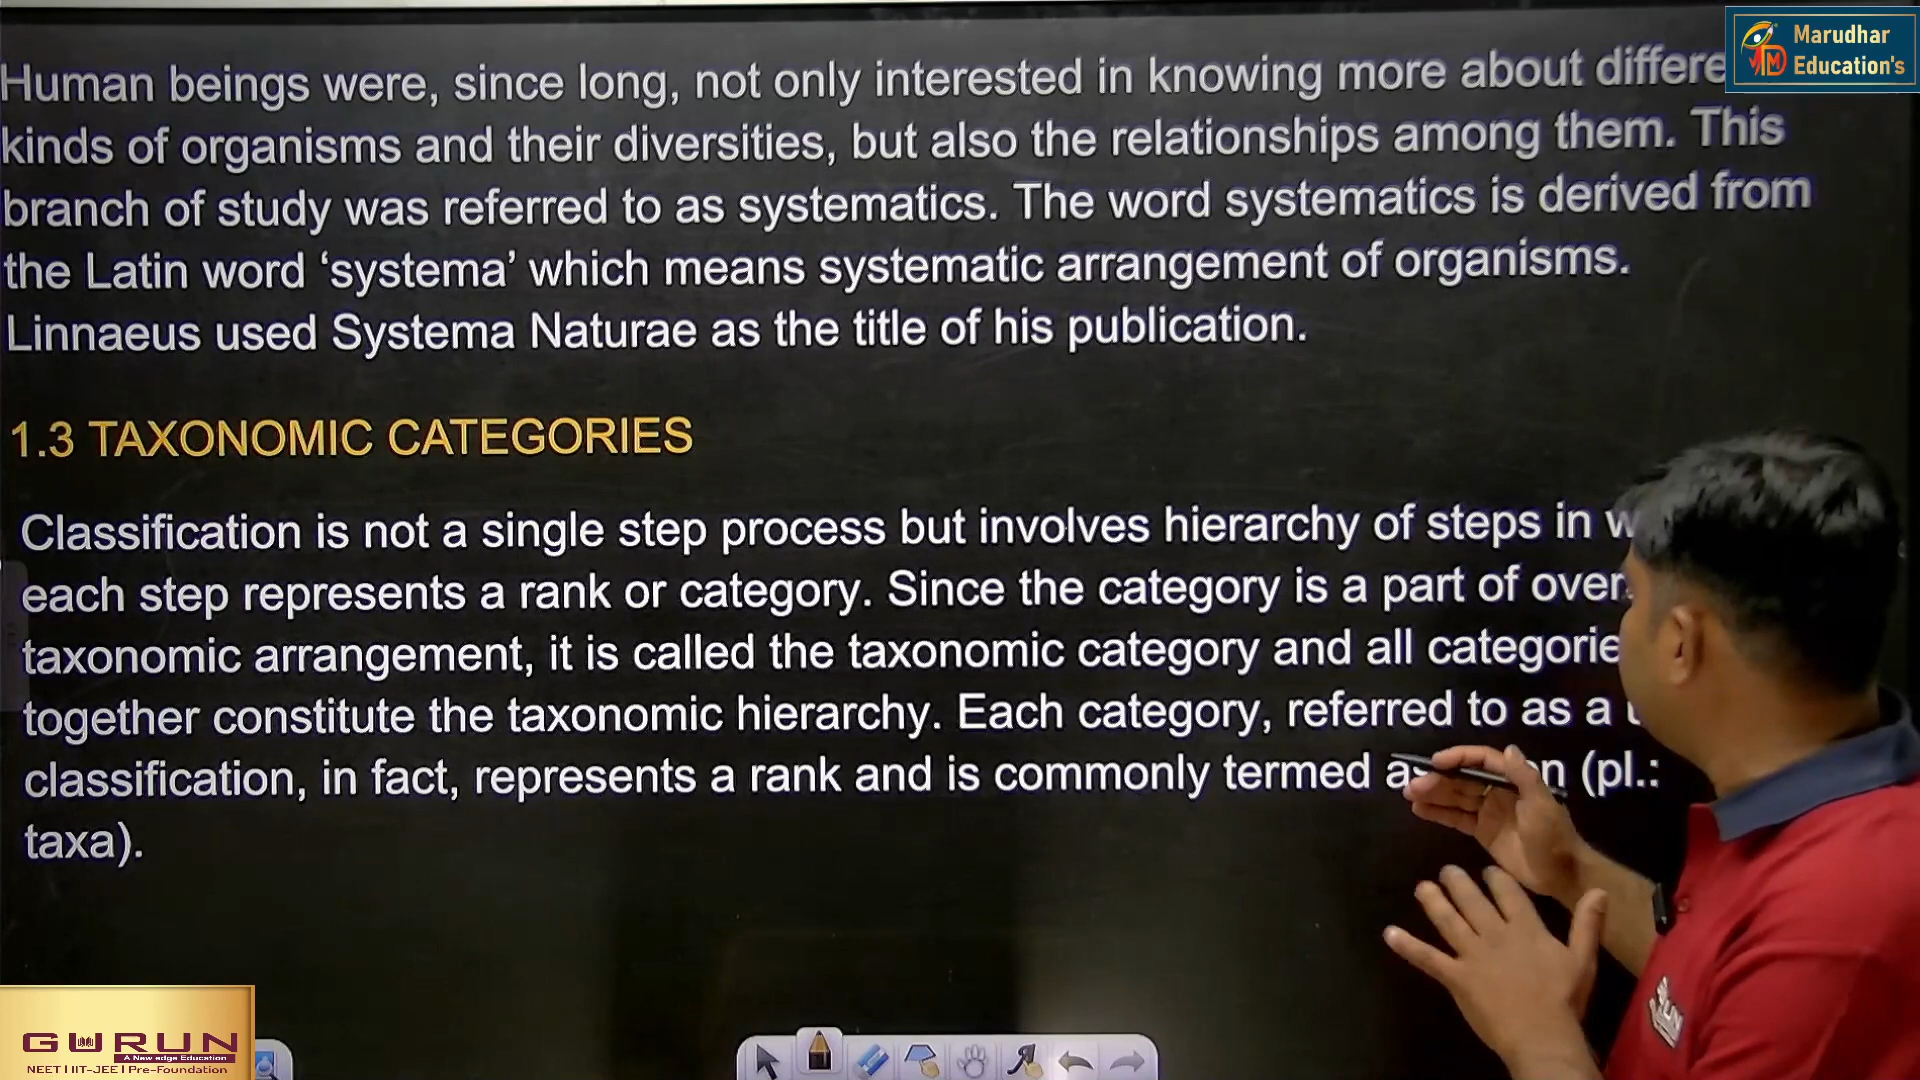 Marudhar
Education's
Human beings were, since long, not only interested in knowing more about
kinds of organisms and their diversities, but also the relationships among them. This
branch of study was referred to as systematics. The word systematics is derived from
the Latin word ‘systema’ which means systematic arrangement of organisms.
Linnaeus used Systema Naturae as the title of his publication.
1.3 TAXONOMIC CATEGORIES
Classification is not a single step process but involves hierarchy of steps in
each step represents a rank or category. Since the category is a part of
taxonomic arrangement, it is called the taxonomic category and all
together constitute the taxonomic hierarchy. Each category, referred to as a
classification, in fact, represents a rank and is commonly termed (pl.:
taxa).
GURUN
A New edge Education
NEET | IIT-JEE | Pre-Foundation